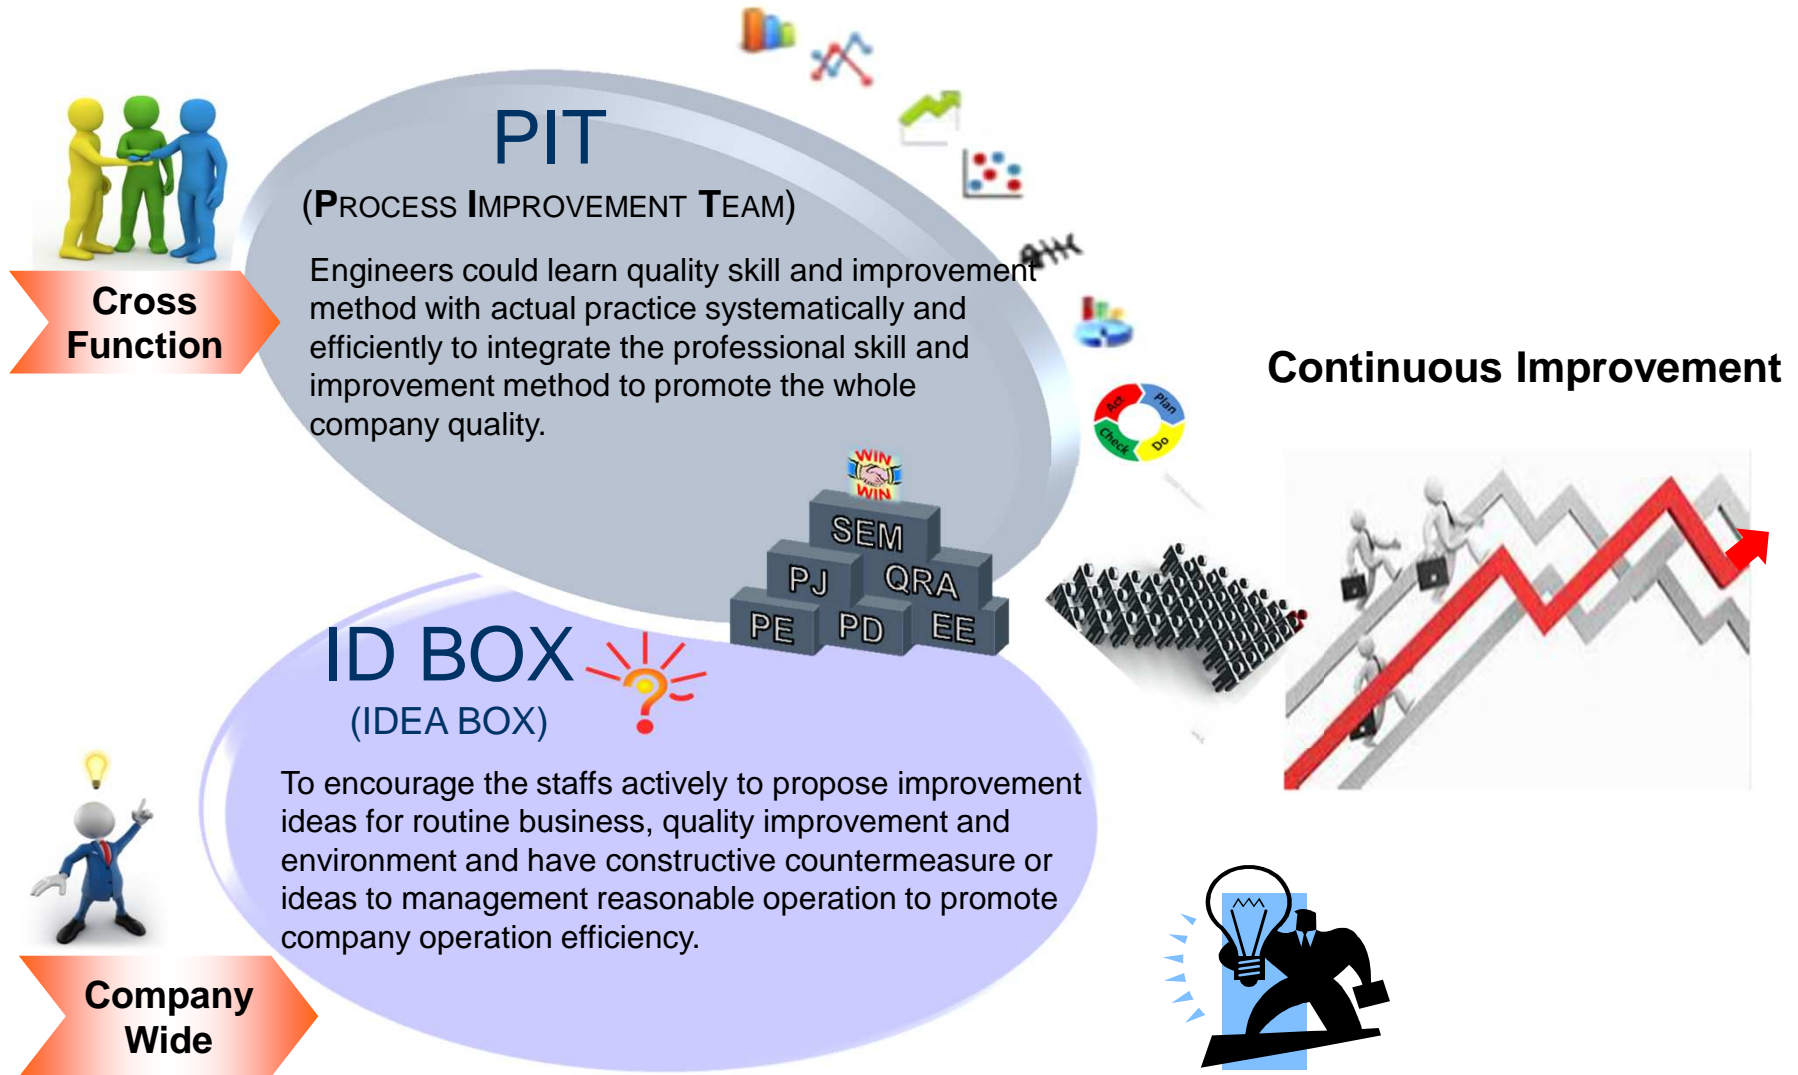 PIT
(PROCESS IMPROVEMENT TEAM)
Engineers could learn quality skill and improvement
method with actual practice systematically and
efficiently to integrate the professional skill and
improvement method to promote the whole
company quality.
Cross
Function
Act
Plan
Check
Do
Continuous Improvement
WIN
WIN
SEM
PJ
QRA
PE
PD
EE
ID BOX
(IDEA BOX)
To encourage the staffs actively to propose improvement
ideas for routine business, quality improvement and
environment and have constructive countermeasure or
ideas to management reasonable operation to promote
company operation efficiency.
Company
Wide